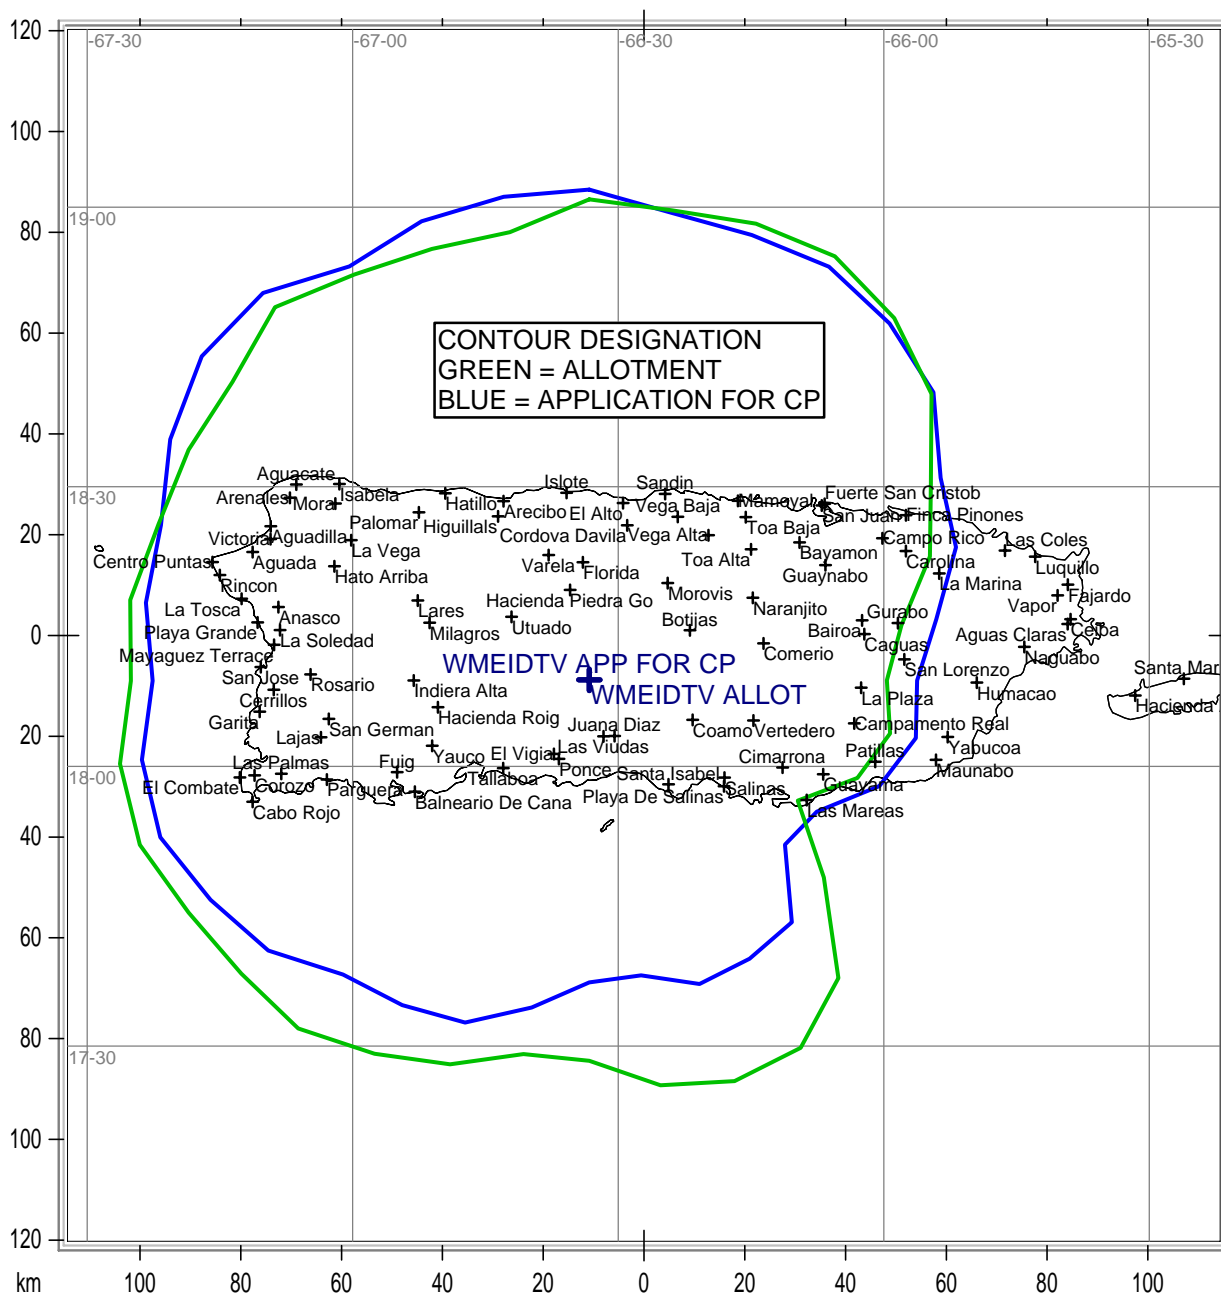 120
-67-30
-67-00
-66-30
-66-00
-65-30
100
80
19-00
60
CONTOUR DESIGNATION
GREEN = ALLOTMENT
BLUE = APPLICATION FOR CP
40
Aguacate
Isabela
Islote
Sandin
18-30
Arenales
Mora
Hatillo
Arecibo
El Alto
Vega Baja
Mameyal
Fuerte San Cristob
San Juan
Finca Pinones
Palomar
Higuillals
20
Victoria
Aguadilla
La Vega
Cordova Davila
Vega Alta
Toa Baja
Campo Rico
Las Coles
Centro Puntas
Aguada
Varela
Florida
Toa Alta
Bayamon
Carolina
Luquillo
Rincon
Hato Arriba
Guaynabo
La Marina
La Tosca
Anasco
Lares
Hacienda Piedra Go
Morovis
Naranjito
Gurabo
Vapor
Fajardo
Playa Grande
La Soledad
Milagros
Utuado
Botijas
Bairoa
Caguas
Aguas Claras
Ceiba
0
Mayaguez Terrace
Comerio
Naguabo
WMEIDTV APP FOR CP
San Jose
Rosario
Indiera Alta
San Lorenzo
Humacao
Santa Mar
WMEIDTV ALLOT
Cerrillos
La Plaza
Hacienda
Garita
San German
Hacienda Roig
Juana Diaz
Coamo
Vertedero
Campamento Real
20
Lajas
Yauco
El Vigia
Las Viudas
Cimarrona
Patillas
Yabucoa
Las Palmas
Fuig
Tallaboa
Ponce
Santa Isabel
Maunabo
18-00
El Combate
Corozo
Parguera
Balneario De Cana
Playa De Salinas
Salinas
Guayama
Cabo Rojo
Las Mareas
40
60
80
17-30
100
120
km
100
80
60
40
20
0
20
40
60
80
100